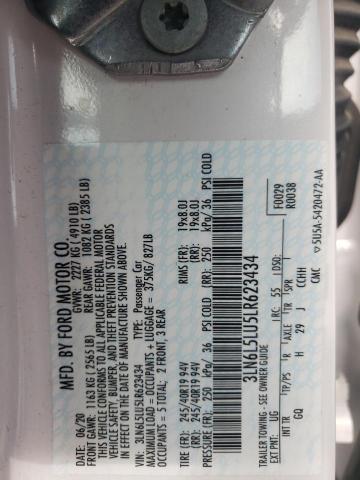 MFD. BY FORD MOTOR CO.
06/20 GVWR: 2227 KG ( 4910 LB)
FRONT GAWR: 1163 KG ( 2565 LB) REAR GAWR: 1082 KG ( 2385 LB)
THIS VEHICLE CONFORMS TO ALL APPLICABLE FEDERAL MOTOR
VEHICLE SAFETY, BUMPER, AND THEFT PREVENTION STANDARDS
IN EFFECT ON THE DATE OF MANUFACTURE SHOWN ABOVE
VIN: 3LN6L5LU5LR623434 TYPE: Passenger Car
MAXIMUM LOAD = OCCUPANTS + LUGGAGE = 375KG/ 827LB
OCCUPANTS = 5 TOTAL: 2 FRONT, 3 REAR
TIRE (FR): 245/40R19 94V RIMS (FR): 19x8.0J
TIRE (RR): 245/40R19 94V (RR): 19x8.0J
PRESSURE (FR): 250 kPa/ 36 PSI COLD (RR): 250 kPa/ 36 PSI COLD
3LN6L5LU5LR623434
TRAILER TOWING - SEE OWNER GUIDE
F0029
R0038
EXT PNT: UG RC: 55 DSO:
INT TR TP/PS R AXLE TR
GQ H 29 J CCHH
CMC 5U5A-5420472-AA